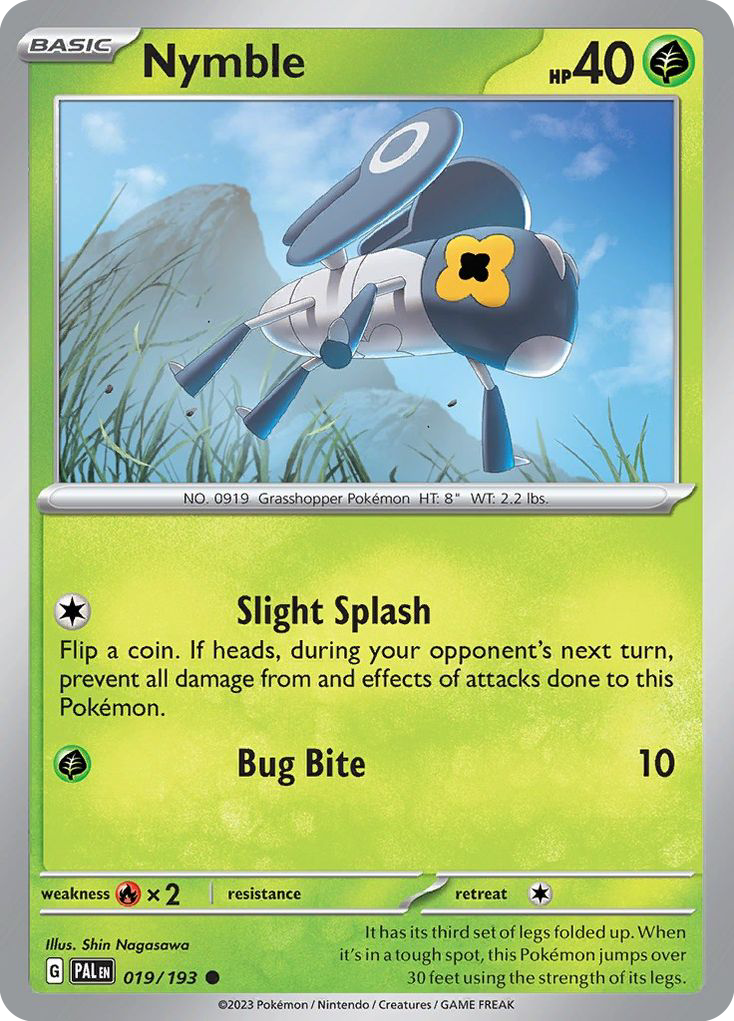 BASIC
Nymble
HP 40
NO. 0919 Grasshopper Pokémon HT: 8" WT: 2.2 lbs.
Slight Splash
Flip a coin. If heads, during your opponent's next turn,
prevent all damage from and effects of attacks done to this
Pokémon.
Bug Bite 10
weakness ×2 resistance retreat
It has its third set of legs folded up. When
it's in a tough spot, this Pokémon jumps over
30 feet using the strength of its legs.
Illus. Shin Nagasawa
G PAL EN 019/193
©2023 Pokémon / Nintendo / Creatures / GAME FREAK